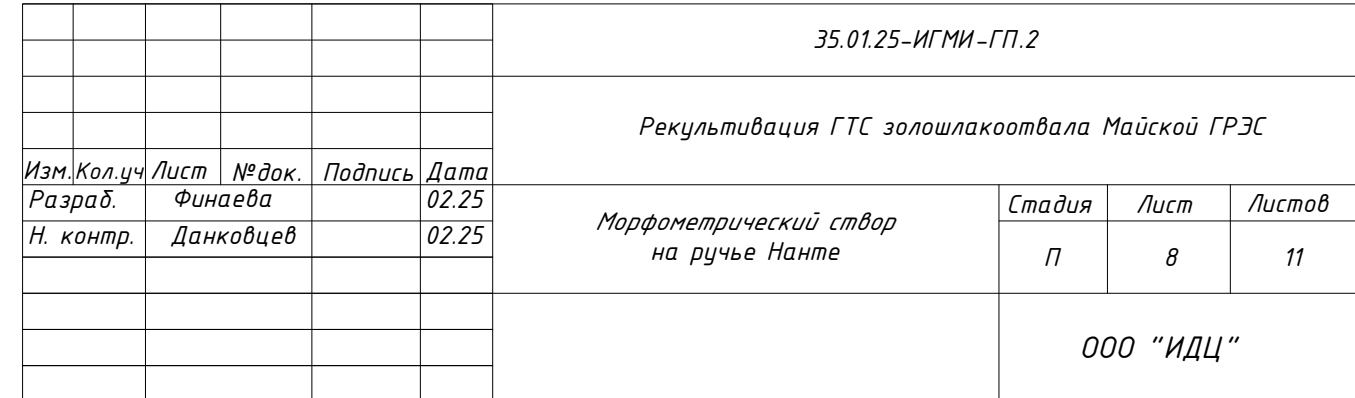 35.01.25-ИГМИ-ГП.2
Рекультивация ГТС золошлакоотвала Майской ГРЭС
Изм. Кол.уч Лист №док. Подпись Дата
Разраб. Финаева 02.25
Н. контр. Данковцев 02.25
Морфометрический створ
на ручье Нанте
Стадия Лист Листов
П 8 11
ООО "ИДЦ"